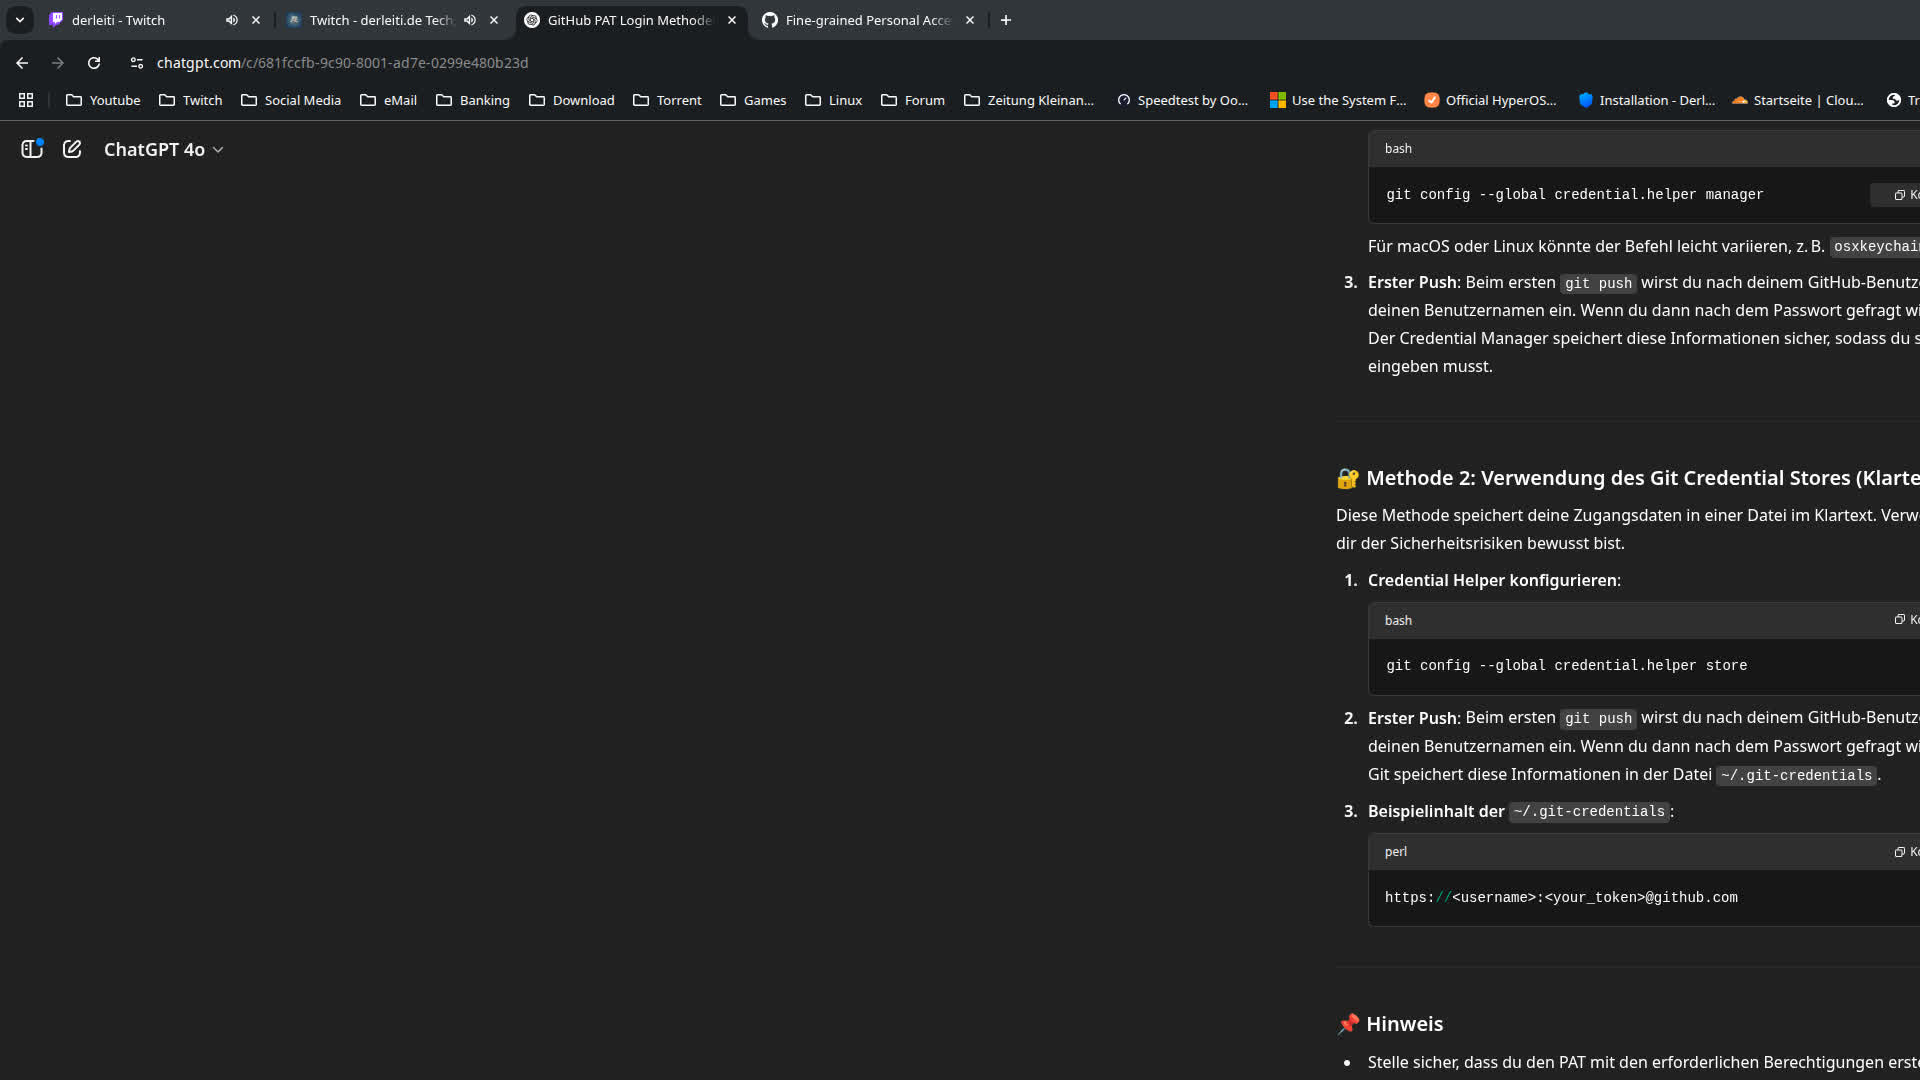 derleiti - Twitch
Twitch - derleiti.de Tech
GitHub PAT Login Methode
Fine-grained Personal Acce
chatgpt.com/c/681fccfb-9c90-8001-ad7e-0299e480b23d
Youtube
Twitch
Social Media
eMail
Banking
Download
Torrent
Games
Linux
Forum
Zeitung Kleinan...
Speedtest by Oo...
Use the System F...
Official HyperOS...
Installation - Derl...
Startseite | Clou...
Tr
ChatGPT 4o
bash
git config --global credential.helper manager
Ko
Für macOS oder Linux könnte der Befehl leicht variieren, z. B. osxkeychain
3. Erster Push: Beim ersten git push wirst du nach deinem GitHub-Benutze
deinen Benutzernamen ein. Wenn du dann nach dem Passwort gefragt wi
Der Credential Manager speichert diese Informationen sicher, sodass du s
eingeben musst.
🔐 Methode 2: Verwendung des Git Credential Stores (Klarte
Diese Methode speichert deine Zugangsdaten in einer Datei im Klartext. Verw
dir der Sicherheitsrisiken bewusst bist.
1. Credential Helper konfigurieren:
bash
Ko
git config --global credential.helper store
2. Erster Push: Beim ersten git push wirst du nach deinem GitHub-Benutze
deinen Benutzernamen ein. Wenn du dann nach dem Passwort gefragt wi
Git speichert diese Informationen in der Datei ~/.git-credentials.
3. Beispielinhalt der ~/.git-credentials:
perl
Ko
https://<username>:<your_token>@github.com
📌 Hinweis
• Stelle sicher, dass du den PAT mit den erforderlichen Berechtigungen erste